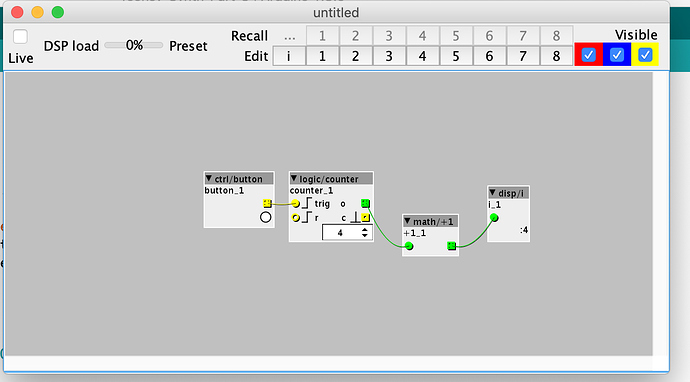 untitled
Live
DSP load
0%
Preset
Recall ... 1 2 3 4 5 6 7 8
Edit i 1 2 3 4 5 6 7 8
Visible
ctrl/button
button_1
logic/counter
counter_1
trig o
r c
4
math/+1
+1_1
disp/i
i_1
:4